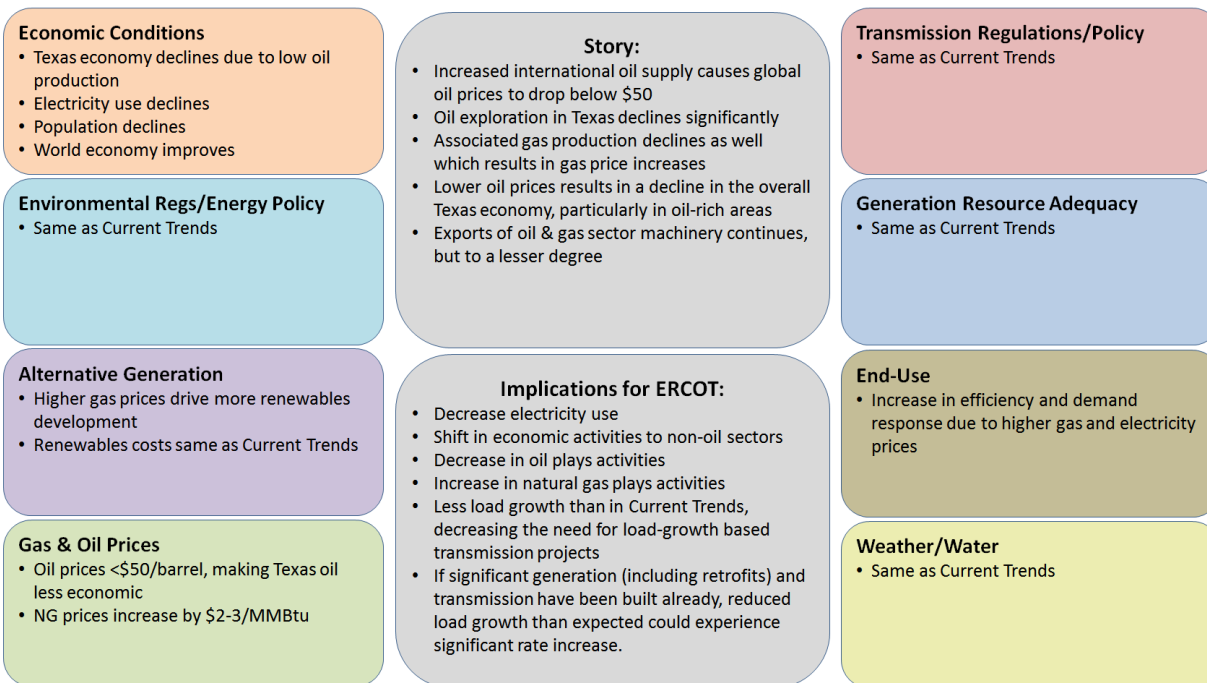 Economic Conditions
• Texas economy declines due to low oil
production
• Electricity use declines
• Population declines
• World economy improves
Environmental Regs/Energy Policy
• Same as Current Trends
Alternative Generation
• Higher gas prices drive more renewables
development
• Renewables costs same as Current Trends
Gas & Oil Prices
• Oil prices <$50/barrel, making Texas oil
less economic
• NG prices increase by $2-3/MMBtu
Story:
• Increased international oil supply causes global
oil prices to drop below $50
• Oil exploration in Texas declines significantly
• Associated gas production declines as well
which results in gas price increases
• Lower oil prices results in a decline in the overall
Texas economy, particularly in oil-rich areas
• Exports of oil & gas sector machinery continues,
but to a lesser degree
Implications for ERCOT:
• Decrease electricity use
• Shift in economic activities to non-oil sectors
• Decrease in oil plays activities
• Increase in natural gas plays activities
• Less load growth than in Current Trends,
decreasing the need for load-growth based
transmission projects
• If significant generation (including retrofits) and
transmission have been built already, reduced
load growth than expected could experience
significant rate increase.
Transmission Regulations/Policy
• Same as Current Trends
Generation Resource Adequacy
• Same as Current Trends
End-Use
• Increase in efficiency and demand
response due to higher gas and electricity
prices
Weather/Water
• Same as Current Trends